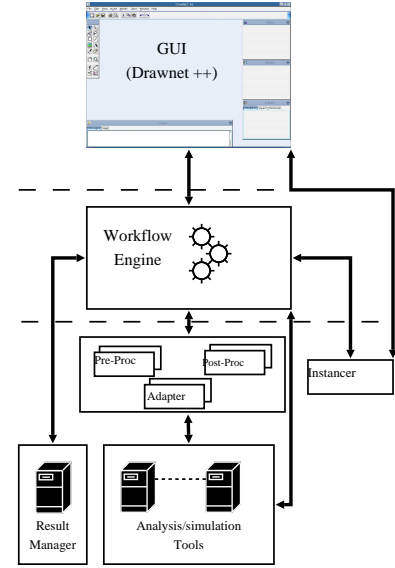 GUI
(Drawnet ++)
Workflow
Engine
Pre-Proc
Post-Proc
Adapter
Instancer
Result
Manager
Analysis/simulation
Tools